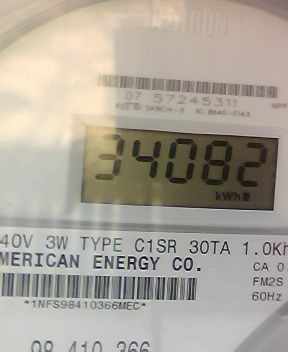 07 57245311
34082
kWh
40V 3W TYPE C1SR 30TA 1.0Kh
MERICAN ENERGY CO.
CA 0.
FM2S
60Hz
*1NFS98410366MEC*
98 410 366